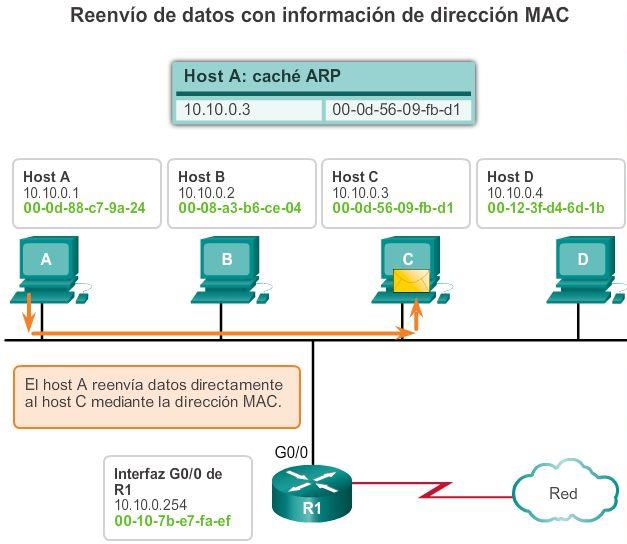 Reenvío de datos con información de dirección MAC
Host A: caché ARP
10.10.0.3 00-0d-56-09-fb-d1
Host A
10.10.0.1
00-0d-88-c7-9a-24
Host B
10.10.0.2
00-08-a3-b6-ce-04
Host C
10.10.0.3
00-0d-56-09-fb-d1
Host D
10.10.0.4
00-12-3f-d4-6d-1b
A
B
C
D
El host A reenvía datos directamente
al host C mediante la dirección MAC.
G0/0
Interfaz G0/0 de
R1
10.10.0.254
00-10-7b-e7-fa-ef
R1
Red